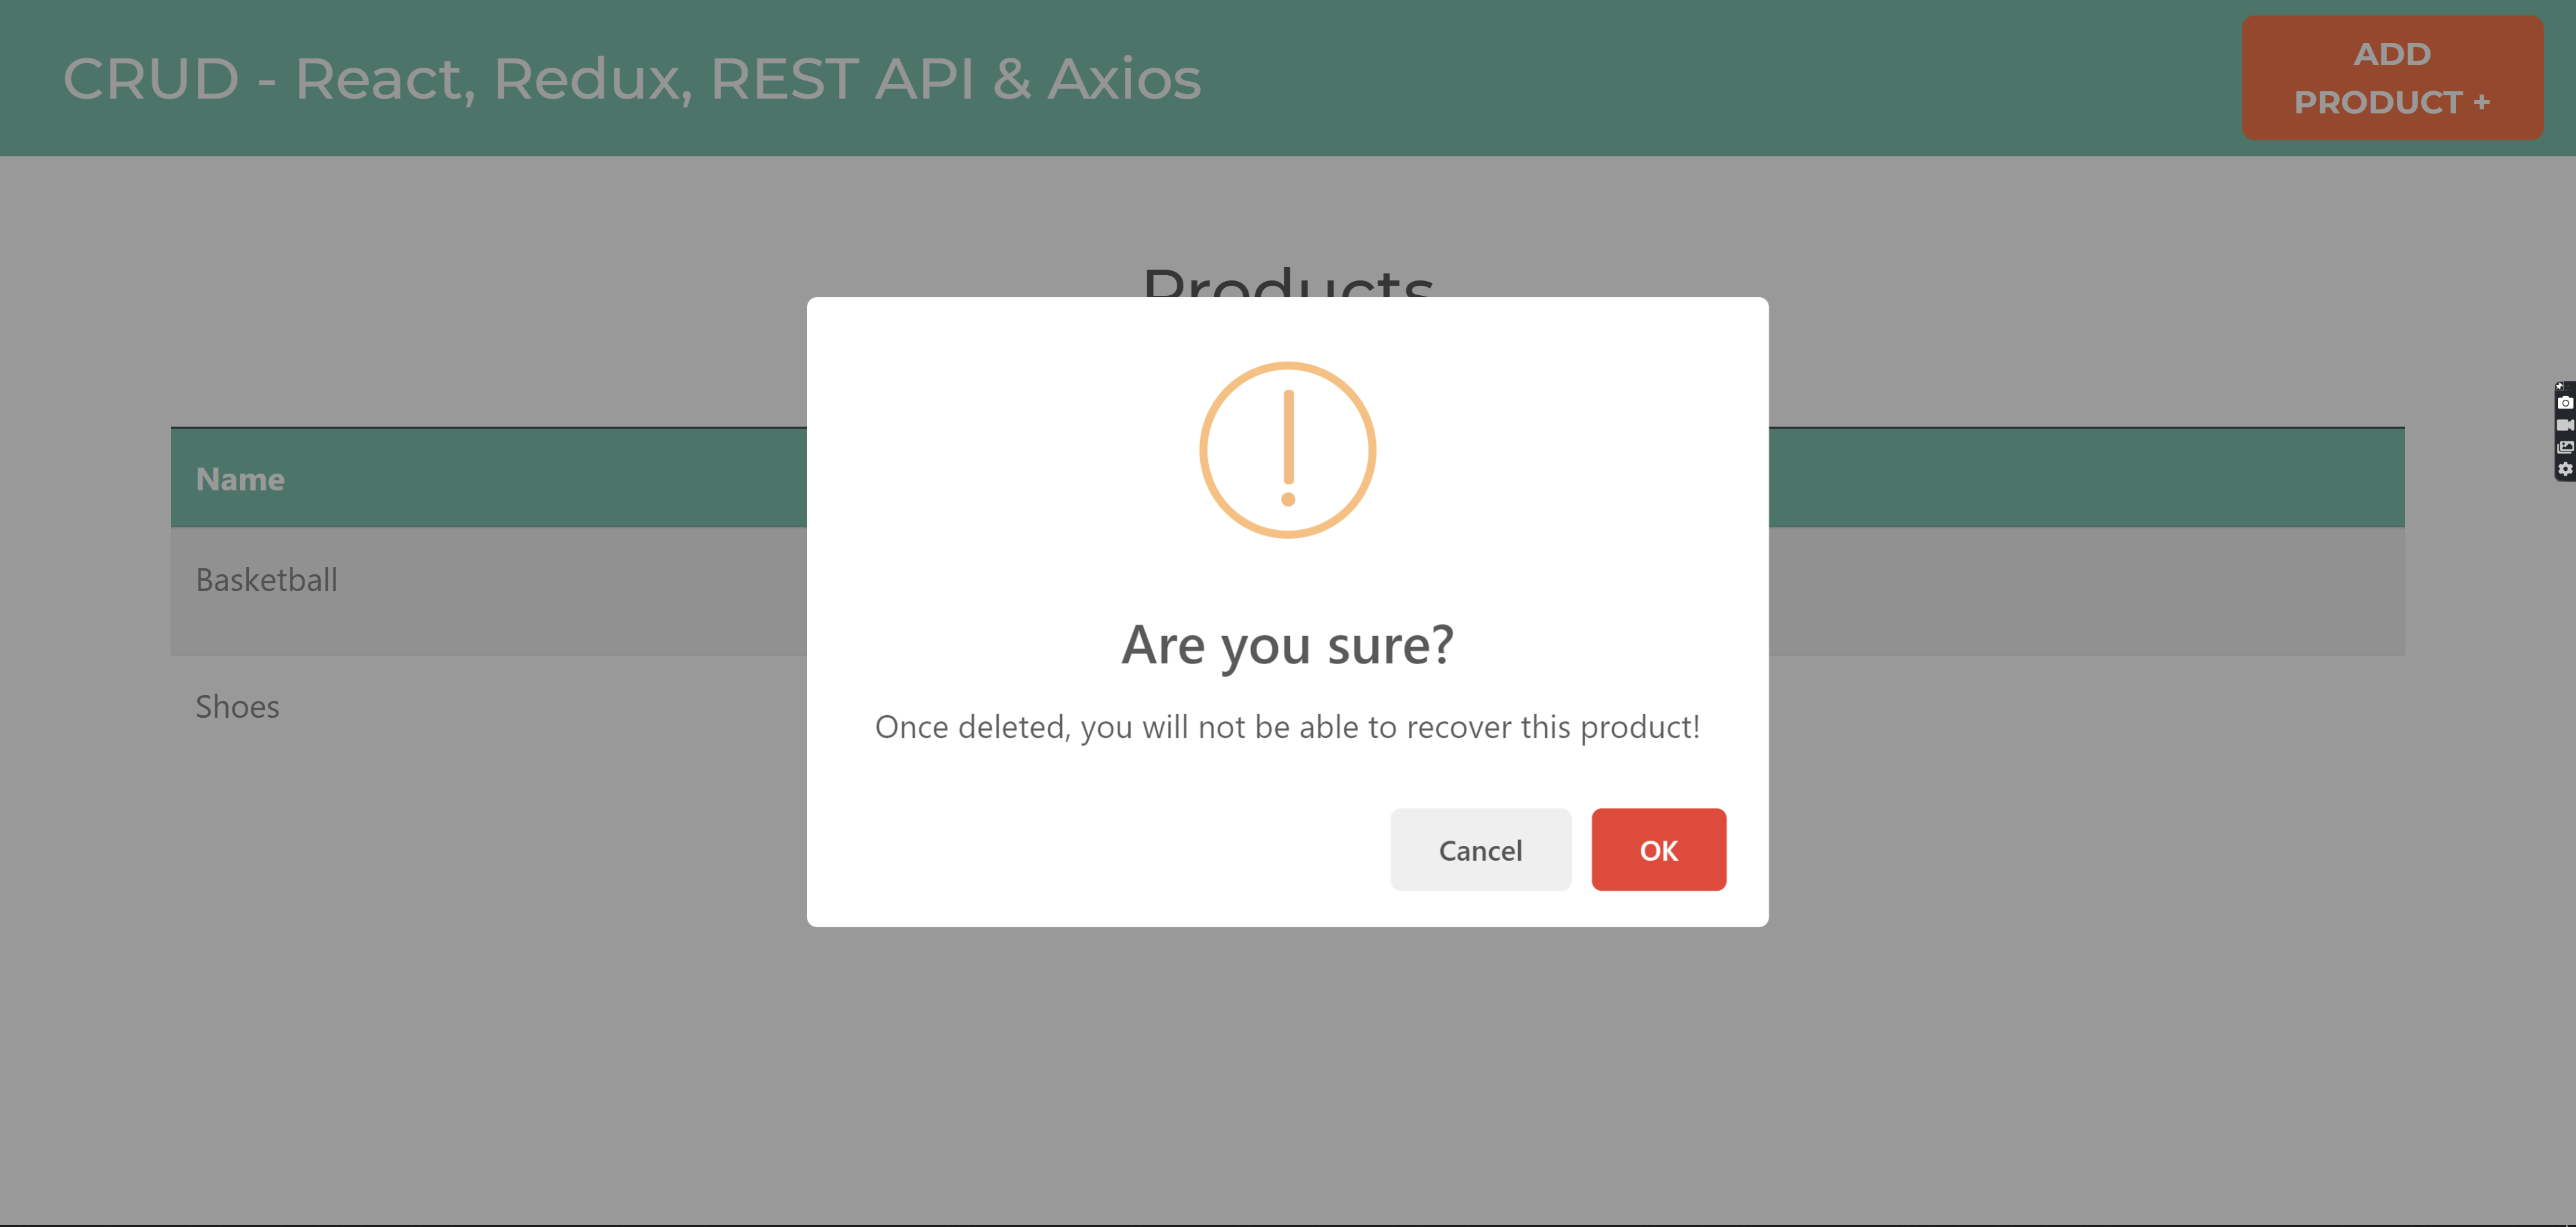 CRUD - React, Redux, REST API & Axios
ADD
PRODUCT +
Products
Name
Basketball
Shoes
Are you sure?
Once deleted, you will not be able to recover this product!
Cancel
OK